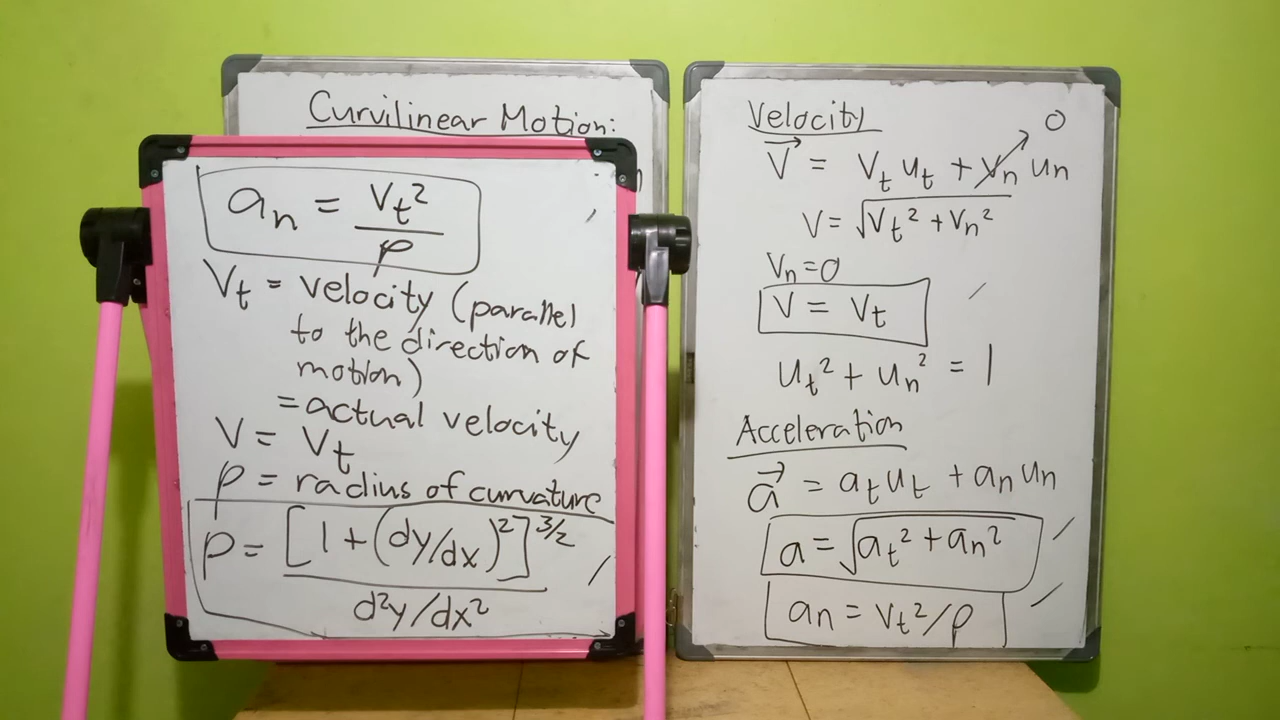 Curvilinear Motion:
an = Vt²/ρ
Vt = velocity (parallel
to the direction of
motion)
= actual velocity
V = Vt
ρ = radius of curvature
ρ = [1 + (dy/dx)²]^3/2
d²y/dx²
Velocity
V = Vt ut + Vn un 0
V = √Vt² + Vn²
Vn = 0
V = Vt
ut² + un² = 1
Acceleration
a = at ut + an un
a = √at² + an²
an = Vt²/ρ